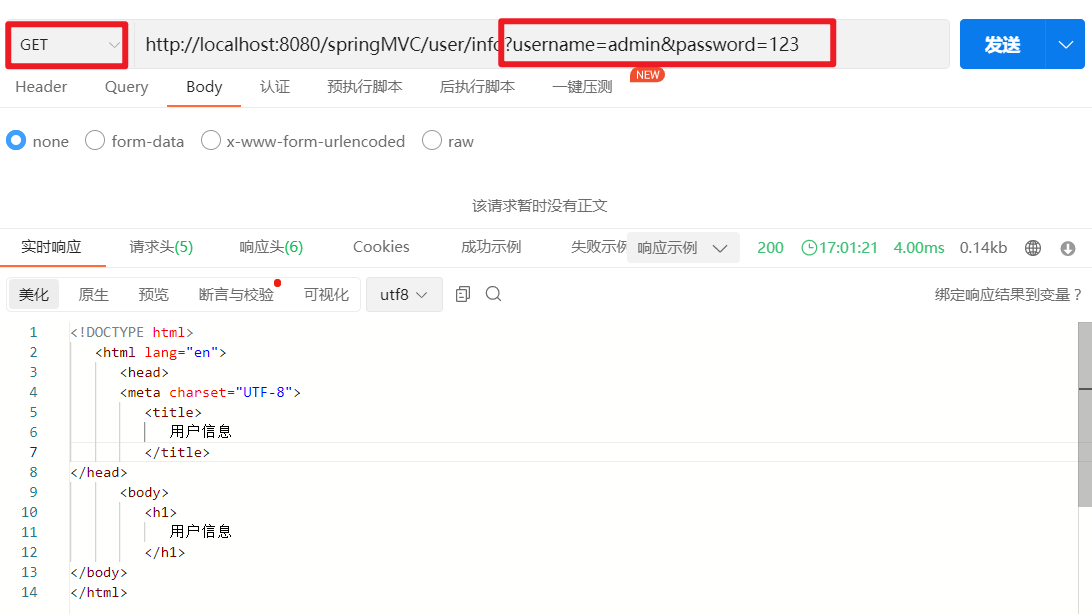 GET http://localhost:8080/springMVC/user/info?username=admin&password=123 发送
Header Query Body 认证 预执行脚本 后执行脚本 一键压测 NEW
none form-data x-www-form-urlencoded raw
该请求暂时没有正文
实时响应 请求头(5) 响应头(6) Cookies 成功示例 失败示例 响应示例 200 17:01:21 4.00ms 0.14kb
美化 原生 预览 断言与校验 可视化 utf8 绑定响应结果到变量?
1 <!DOCTYPE html>
2 <html lang="en">
3 <head>
4 <meta charset="UTF-8">
5 <title>
6 用户信息
7 </title>
8 </head>
9 <body>
10 <h1>
11 用户信息
12 </h1>
13 </body>
14 </html>